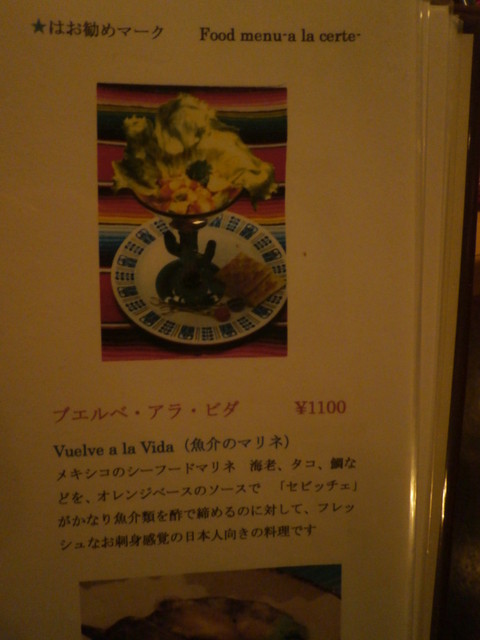 ★はお勧めマーク Food menu-a la certe-
ブエルベ・アラ・ビダ ¥1100
Vuelve a la Vida（魚介のマリネ）
メキシコのシーフードマリネ 海老、タコ、鯛な
どを、オレンジベースのソースで 「セビッチェ」
がかなり魚介類を酢で締めるのに対して、フレッ
シュなお刺身感覚の日本人向きの料理です